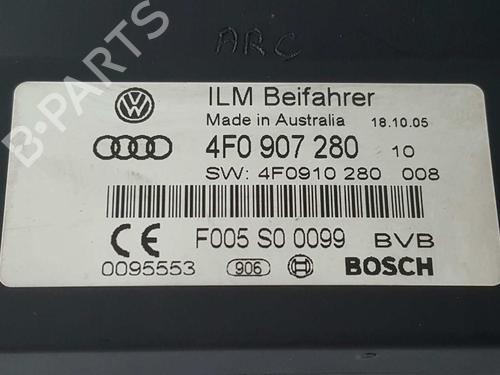 ARC
B-PARTS
ILM Beifahrer
Made in Australia 18.10.05
4F0 907 280 10
SW: 4F0910 280 008
F005 S0 0099 BVB
0095553 906 BOSCH